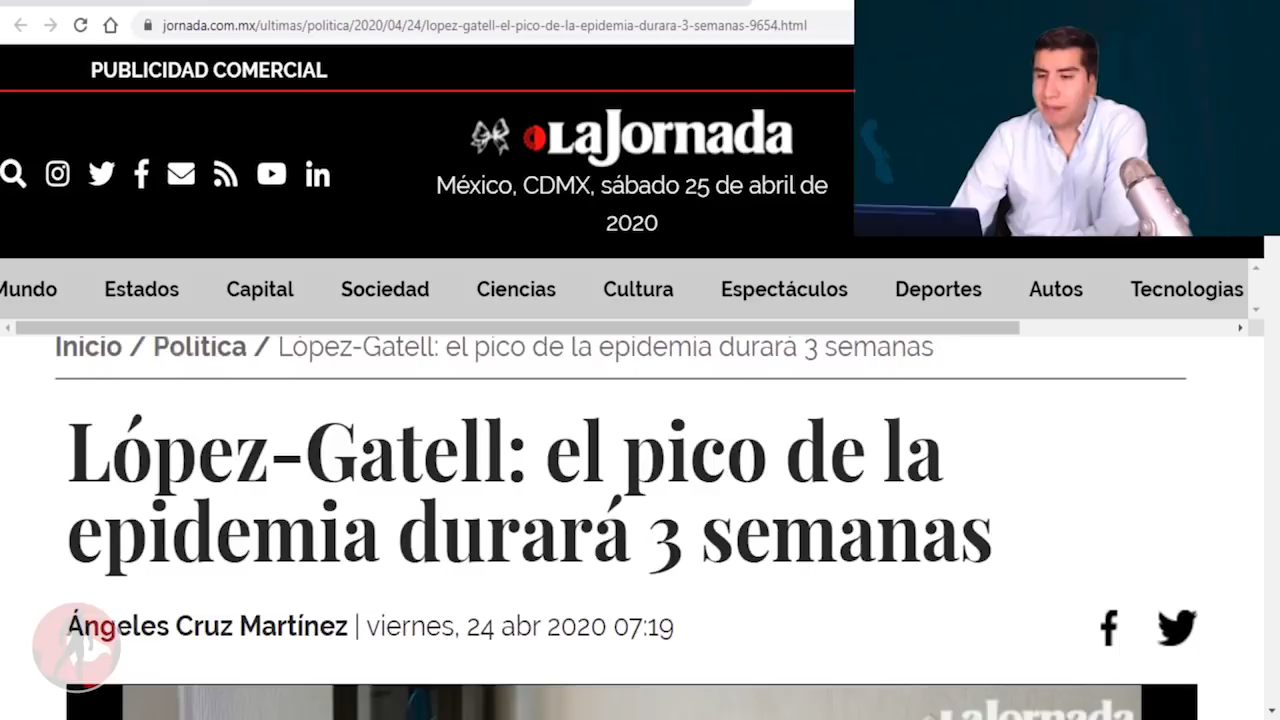 jornada.com.mx/ultimas/politica/2020/04/24/lopez-gatell-el-pico-de-la-epidemia-durara-3-semanas-9654.html
PUBLICIDAD COMERCIAL
LaJornada
México, CDMX, sábado 25 de abril de
2020
Mundo Estados Capital Sociedad Ciencias Cultura Espectáculos Deportes Autos Tecnologias
Inicio / Política / López-Gatell: el pico de la epidemia durará 3 semanas
López-Gatell: el pico de la
epidemia durará 3 semanas
Ángeles Cruz Martínez | viernes, 24 abr 2020 07:19
LaJornada